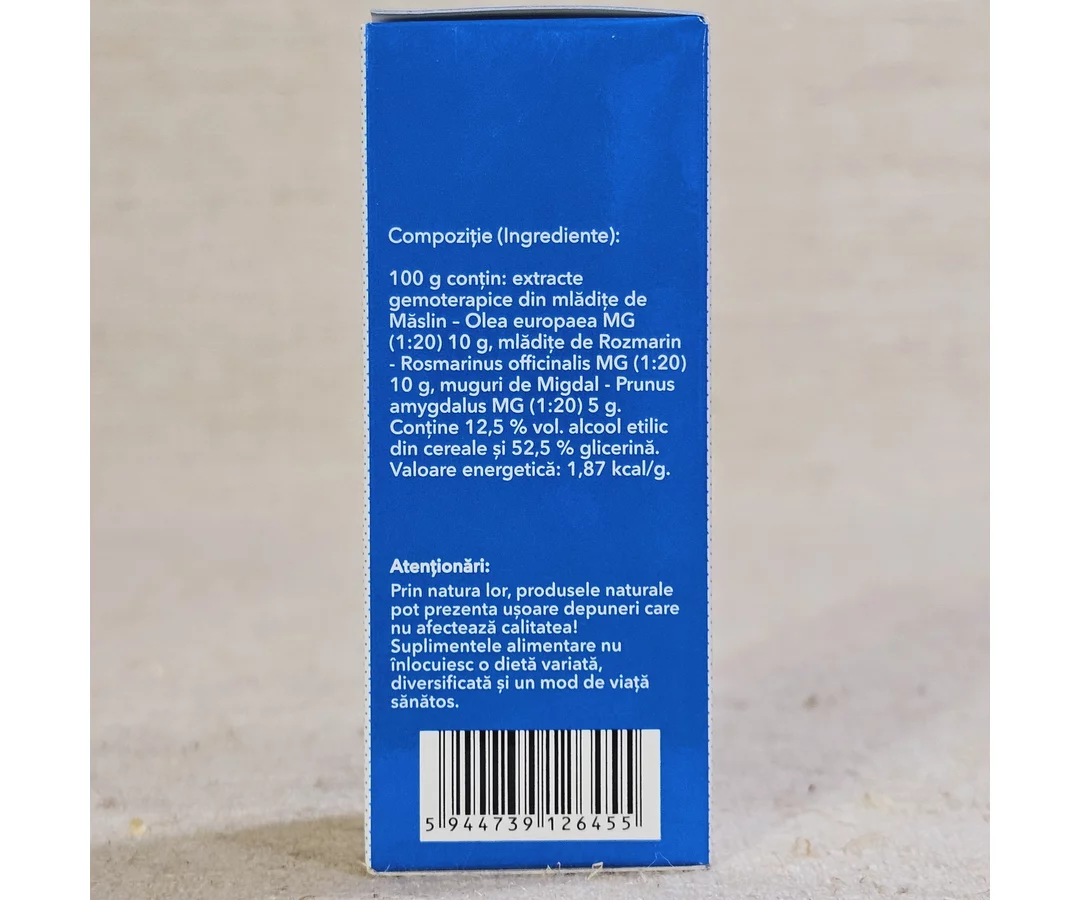 Compoziție (Ingrediente):
100 g conțin: extracte
gemoterapice din mlădițe de
Măslin – Olea europaea MG
(1:20) 10 g, mlădițe de Rozmarin
- Rosmarinus officinalis MG (1:20)
10 g, muguri de Migdal - Prunus
amygdalus MG (1:20) 5 g.
Conține 12,5 % vol. alcool etilic
din cereale și 52,5 % glicerină.
Valoare energetică: 1,87 kcal/g.
Atenționări:
Prin natura lor, produsele naturale
pot prezenta ușoare depuneri care
nu afectează calitatea!
Suplimentele alimentare nu
înlocuiesc o dietă variată,
diversificată și un mod de viață
sănătos.
5 944739 126455